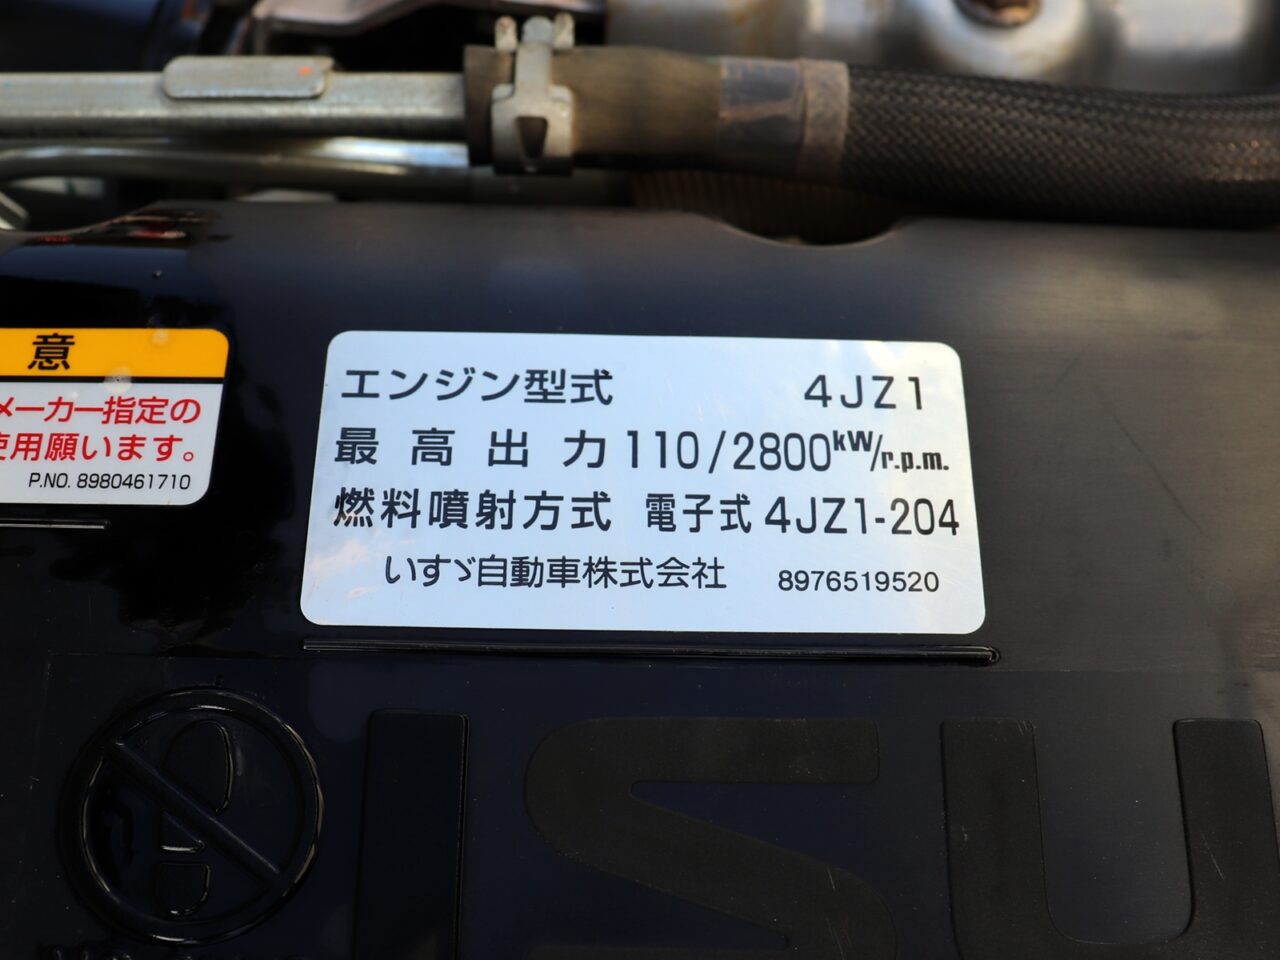 意
メーカー指定の
使用願います。
P.NO. 8980461710
エンジン型式 4JZ1
最高出力 110/2800kW/r.p.m.
燃料噴射方式 電子式 4JZ1-204
いすゞ自動車株式会社 8976519520
ISU